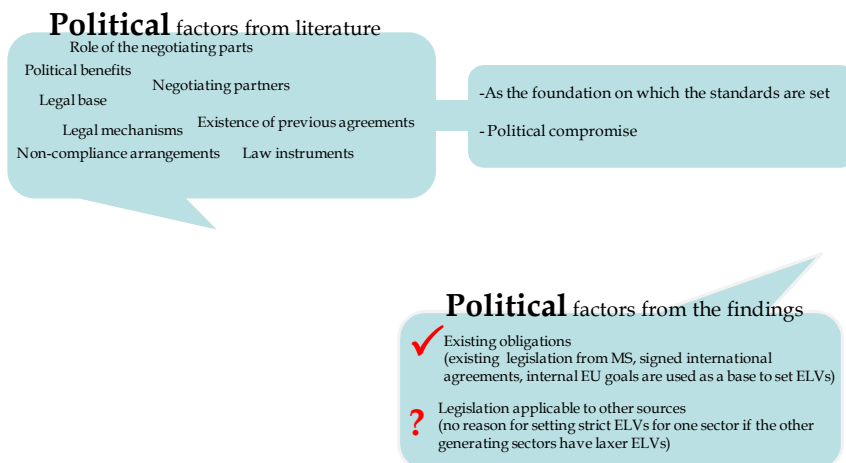 Political factors from literature
Role of the negotiating parts
Political benefits
Negotiating partners
Legal base
Legal mechanisms
Existence of previous agreements
Non-compliance arrangements
Law instruments
-As the foundation on which the standards are set
- Political compromise
Political factors from the findings
✓ Existing obligations
(existing legislation from MS, signed international
agreements, internal EU goals are used as a base to set ELVs)
? Legislation applicable to other sources
(no reason for setting strict ELVs for one sector if the other
generating sectors have laxer ELVs)